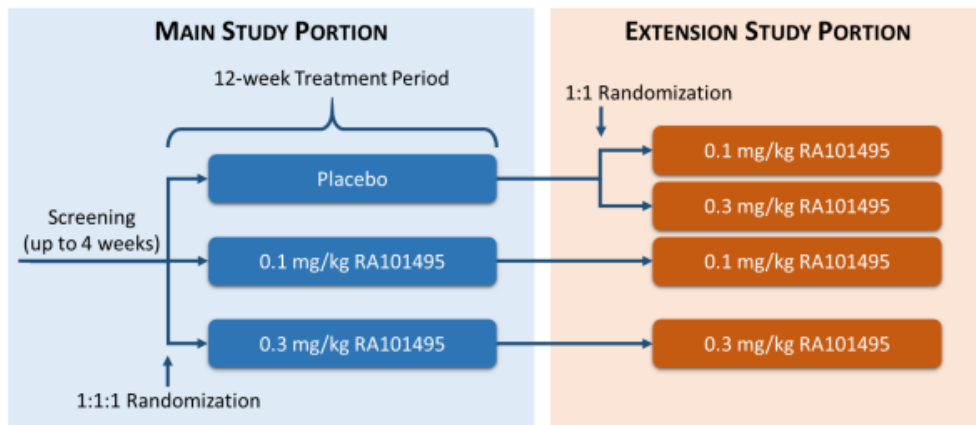 MAIN STUDY PORTION
12-week Treatment Period
Placebo
Screening
(up to 4 weeks)
0.1 mg/kg RA101495
0.3 mg/kg RA101495
1:1:1 Randomization
EXTENSION STUDY PORTION
1:1 Randomization
0.1 mg/kg RA101495
0.3 mg/kg RA101495
0.1 mg/kg RA101495
0.3 mg/kg RA101495